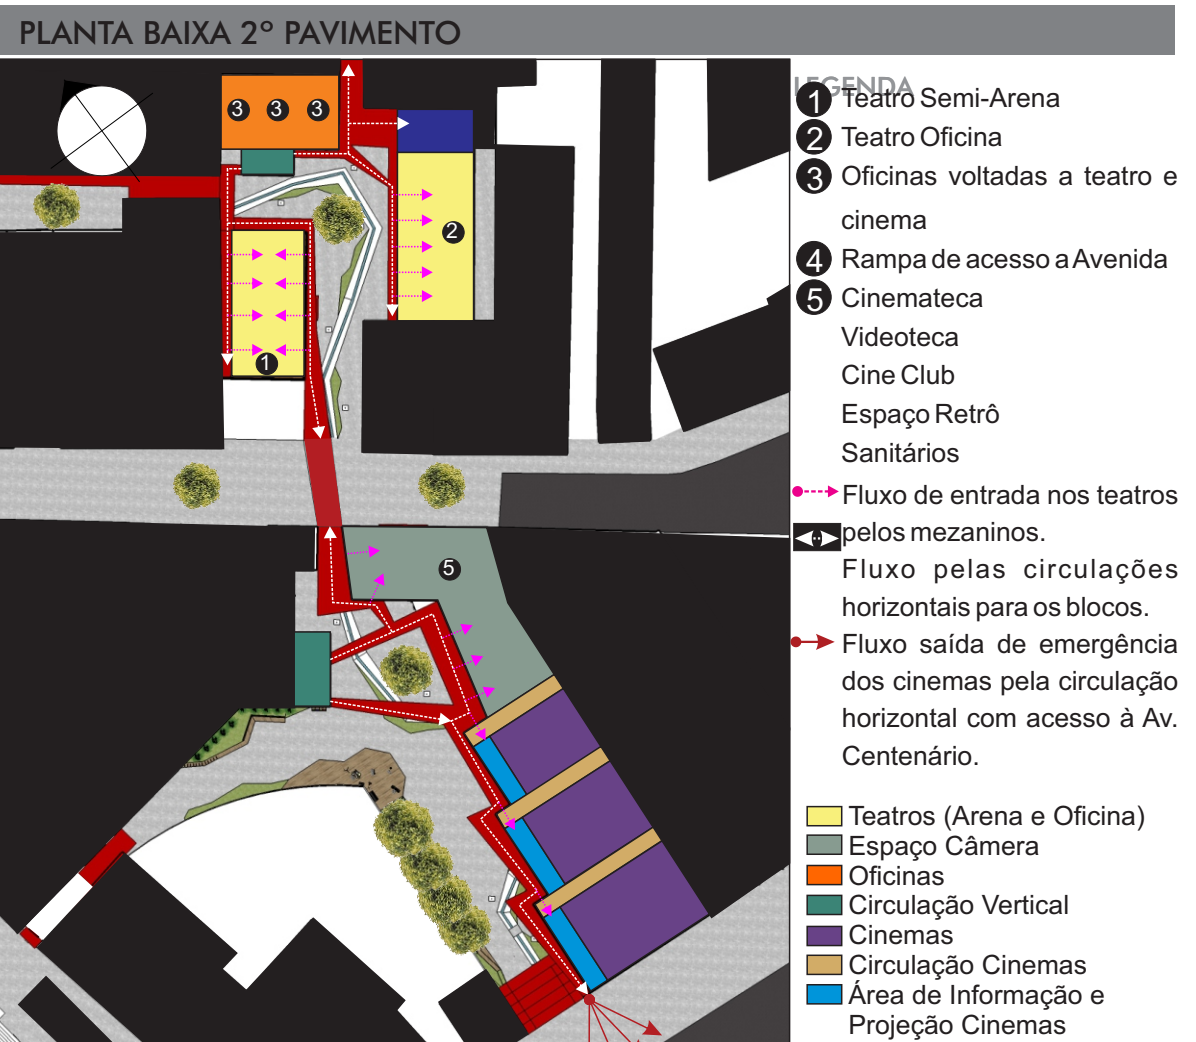 PLANTA BAIXA 2º PAVIMENTO
LEGENDA
1 Teatro Semi-Arena
2 Teatro Oficina
3 Oficinas voltadas a teatro e
cinema
4 Rampa de acesso a Avenida
5 Cinemateca
Videoteca
Cine Club
Espaço Retrô
Sanitários
Fluxo de entrada nos teatros
pelos mezaninos.
Fluxo pelas circulações
horizontais para os blocos.
Fluxo saída de emergência
dos cinemas pela circulação
horizontal com acesso à Av.
Centenário.
Teatros (Arena e Oficina)
Espaço Câmera
Oficinas
Circulação Vertical
Cinemas
Circulação Cinemas
Área de Informação e
Projeção Cinemas
3 3 3
2
1
5